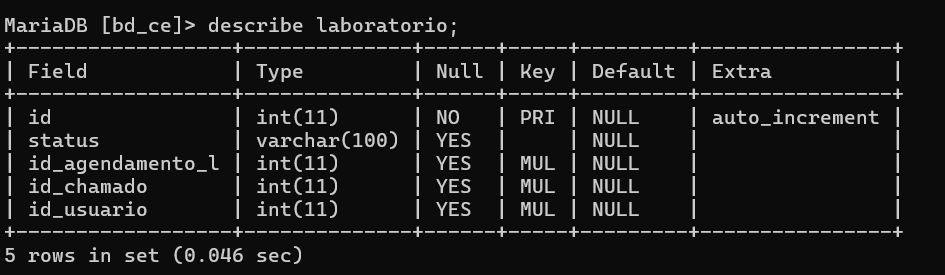 MariaDB [bd_ce]> describe laboratorio;
+------------------+--------------+------+-----+---------+----------------+
| Field            | Type         | Null | Key | Default | Extra          |
+------------------+--------------+------+-----+---------+----------------+
| id               | int(11)      | NO   | PRI | NULL    | auto_increment |
| status           | varchar(100) | YES  |     | NULL    |                |
| id_agendamento_l | int(11)      | YES  | MUL | NULL    |                |
| id_chamado       | int(11)      | YES  | MUL | NULL    |                |
| id_usuario       | int(11)      | YES  | MUL | NULL    |                |
+------------------+--------------+------+-----+---------+----------------+
5 rows in set (0.046 sec)